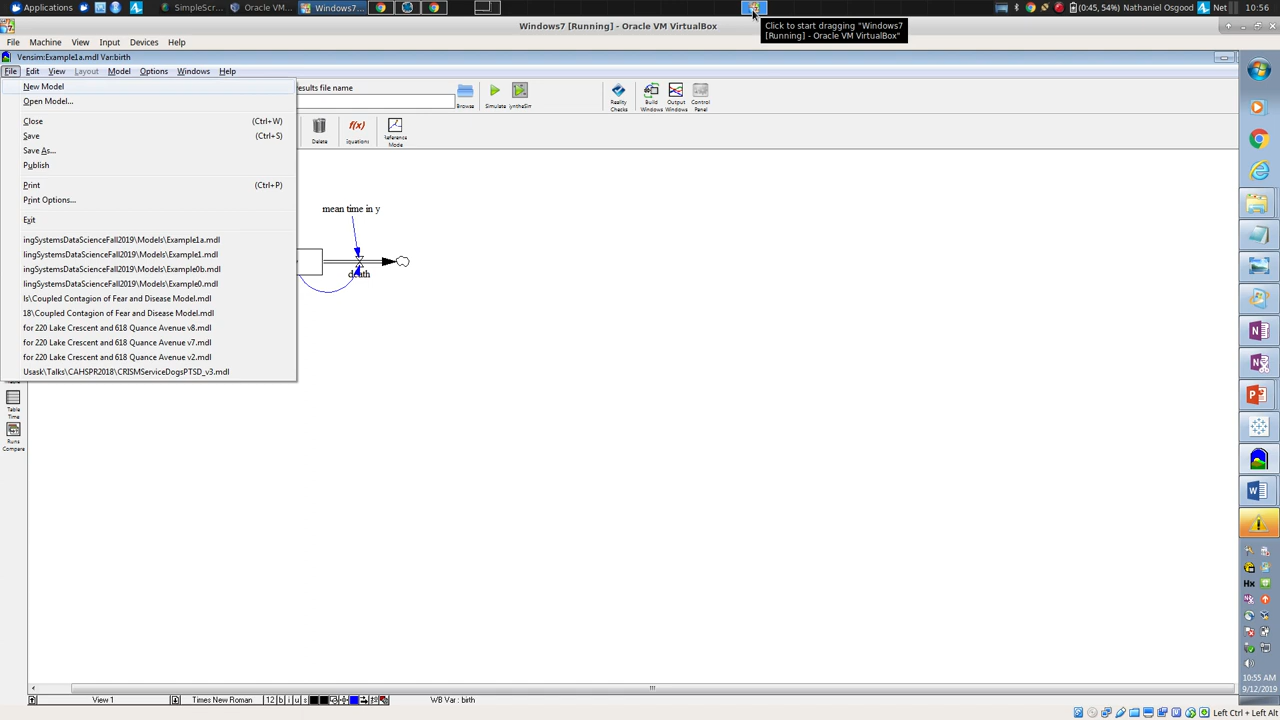 Applications
SimpleScre...
Oracle VM...
Windows7...
(0:45, 54%)
Nathaniel Osgood
Net
10:56
Windows7 [Running] - Oracle VM VirtualBox
Click to start dragging "Windows7
[Running] - Oracle VM VirtualBox"
File
Machine
View
Input
Devices
Help
Vensim:Example1a.mdl Var:birth
File
Edit
View
Layout
Model
Options
Windows
Help
New Model
Open Model...
Close (Ctrl+W)
Save (Ctrl+S)
Save As...
Publish
Print (Ctrl+P)
Print Options...
Exit
ingSystemsDataScienceFall2019\Models\Example1a.mdl
lingSystemsDataScienceFall2019\Models\Example1.mdl
ingSystemsDataScienceFall2019\Models\Example0b.mdl
lingSystemsDataScienceFall2019\Models\Example0.mdl
ls\Coupled Contagion of Fear and Disease Model.mdl
18\Coupled Contagion of Fear and Disease Model.mdl
for 220 Lake Crescent and 618 Quance Avenue v8.mdl
for 220 Lake Crescent and 618 Quance Avenue v7.mdl
for 220 Lake Crescent and 618 Quance Avenue v2.mdl
Usask\Talks\CAHSPR2018\CRISMServiceDogsPTSD_v3.mdl
esults file name
Browse
Simulate
SyntheSim
Reality
Checks
Build
Windows
Output
Windows
Control
Panel
Delete
f(x)
Equations
Reference
Mode
mean time in y
death
Table
Time
Runs
Compare
View 1
Times New Roman
12
b
i
u
s
WB Var : birth
Hx
10:55 AM
9/12/2019
Left Ctrl + Left Alt